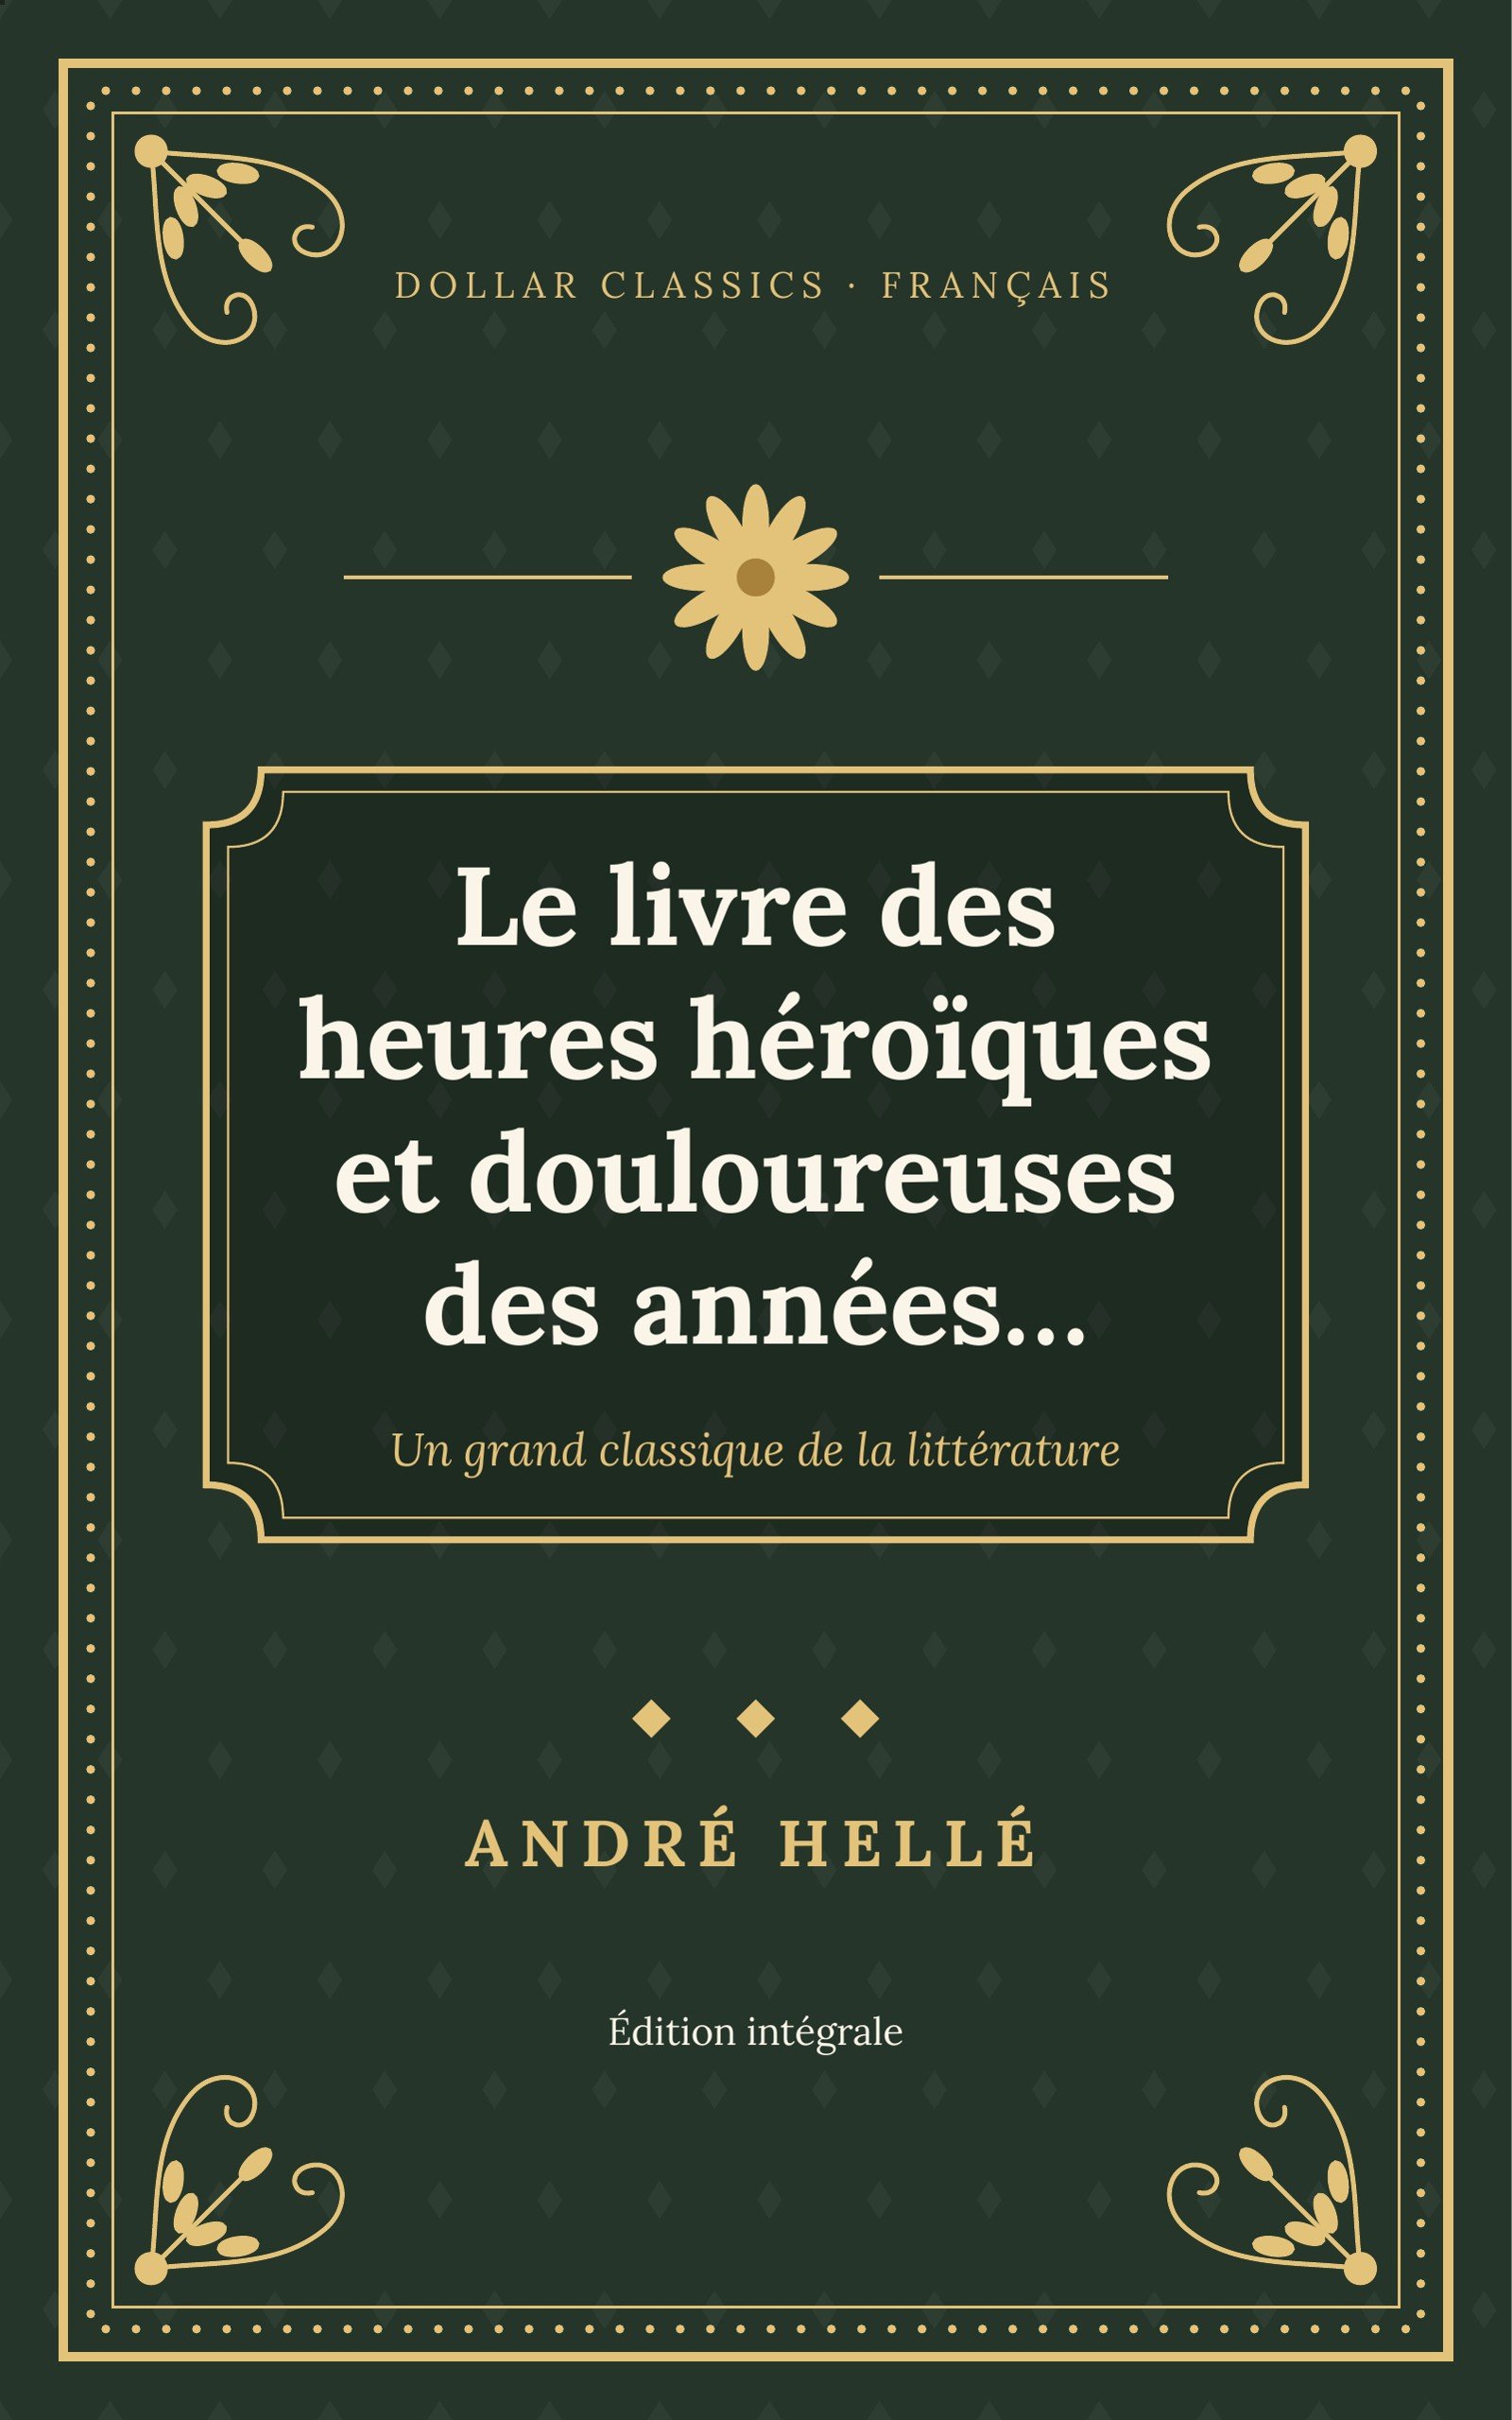 DOLLAR CLASSICS · FRANÇAIS
Le livre des
heures héroïques
et douloureuses
des années...
Un grand classique de la littérature
ANDRÉ HELLÉ
Édition intégrale